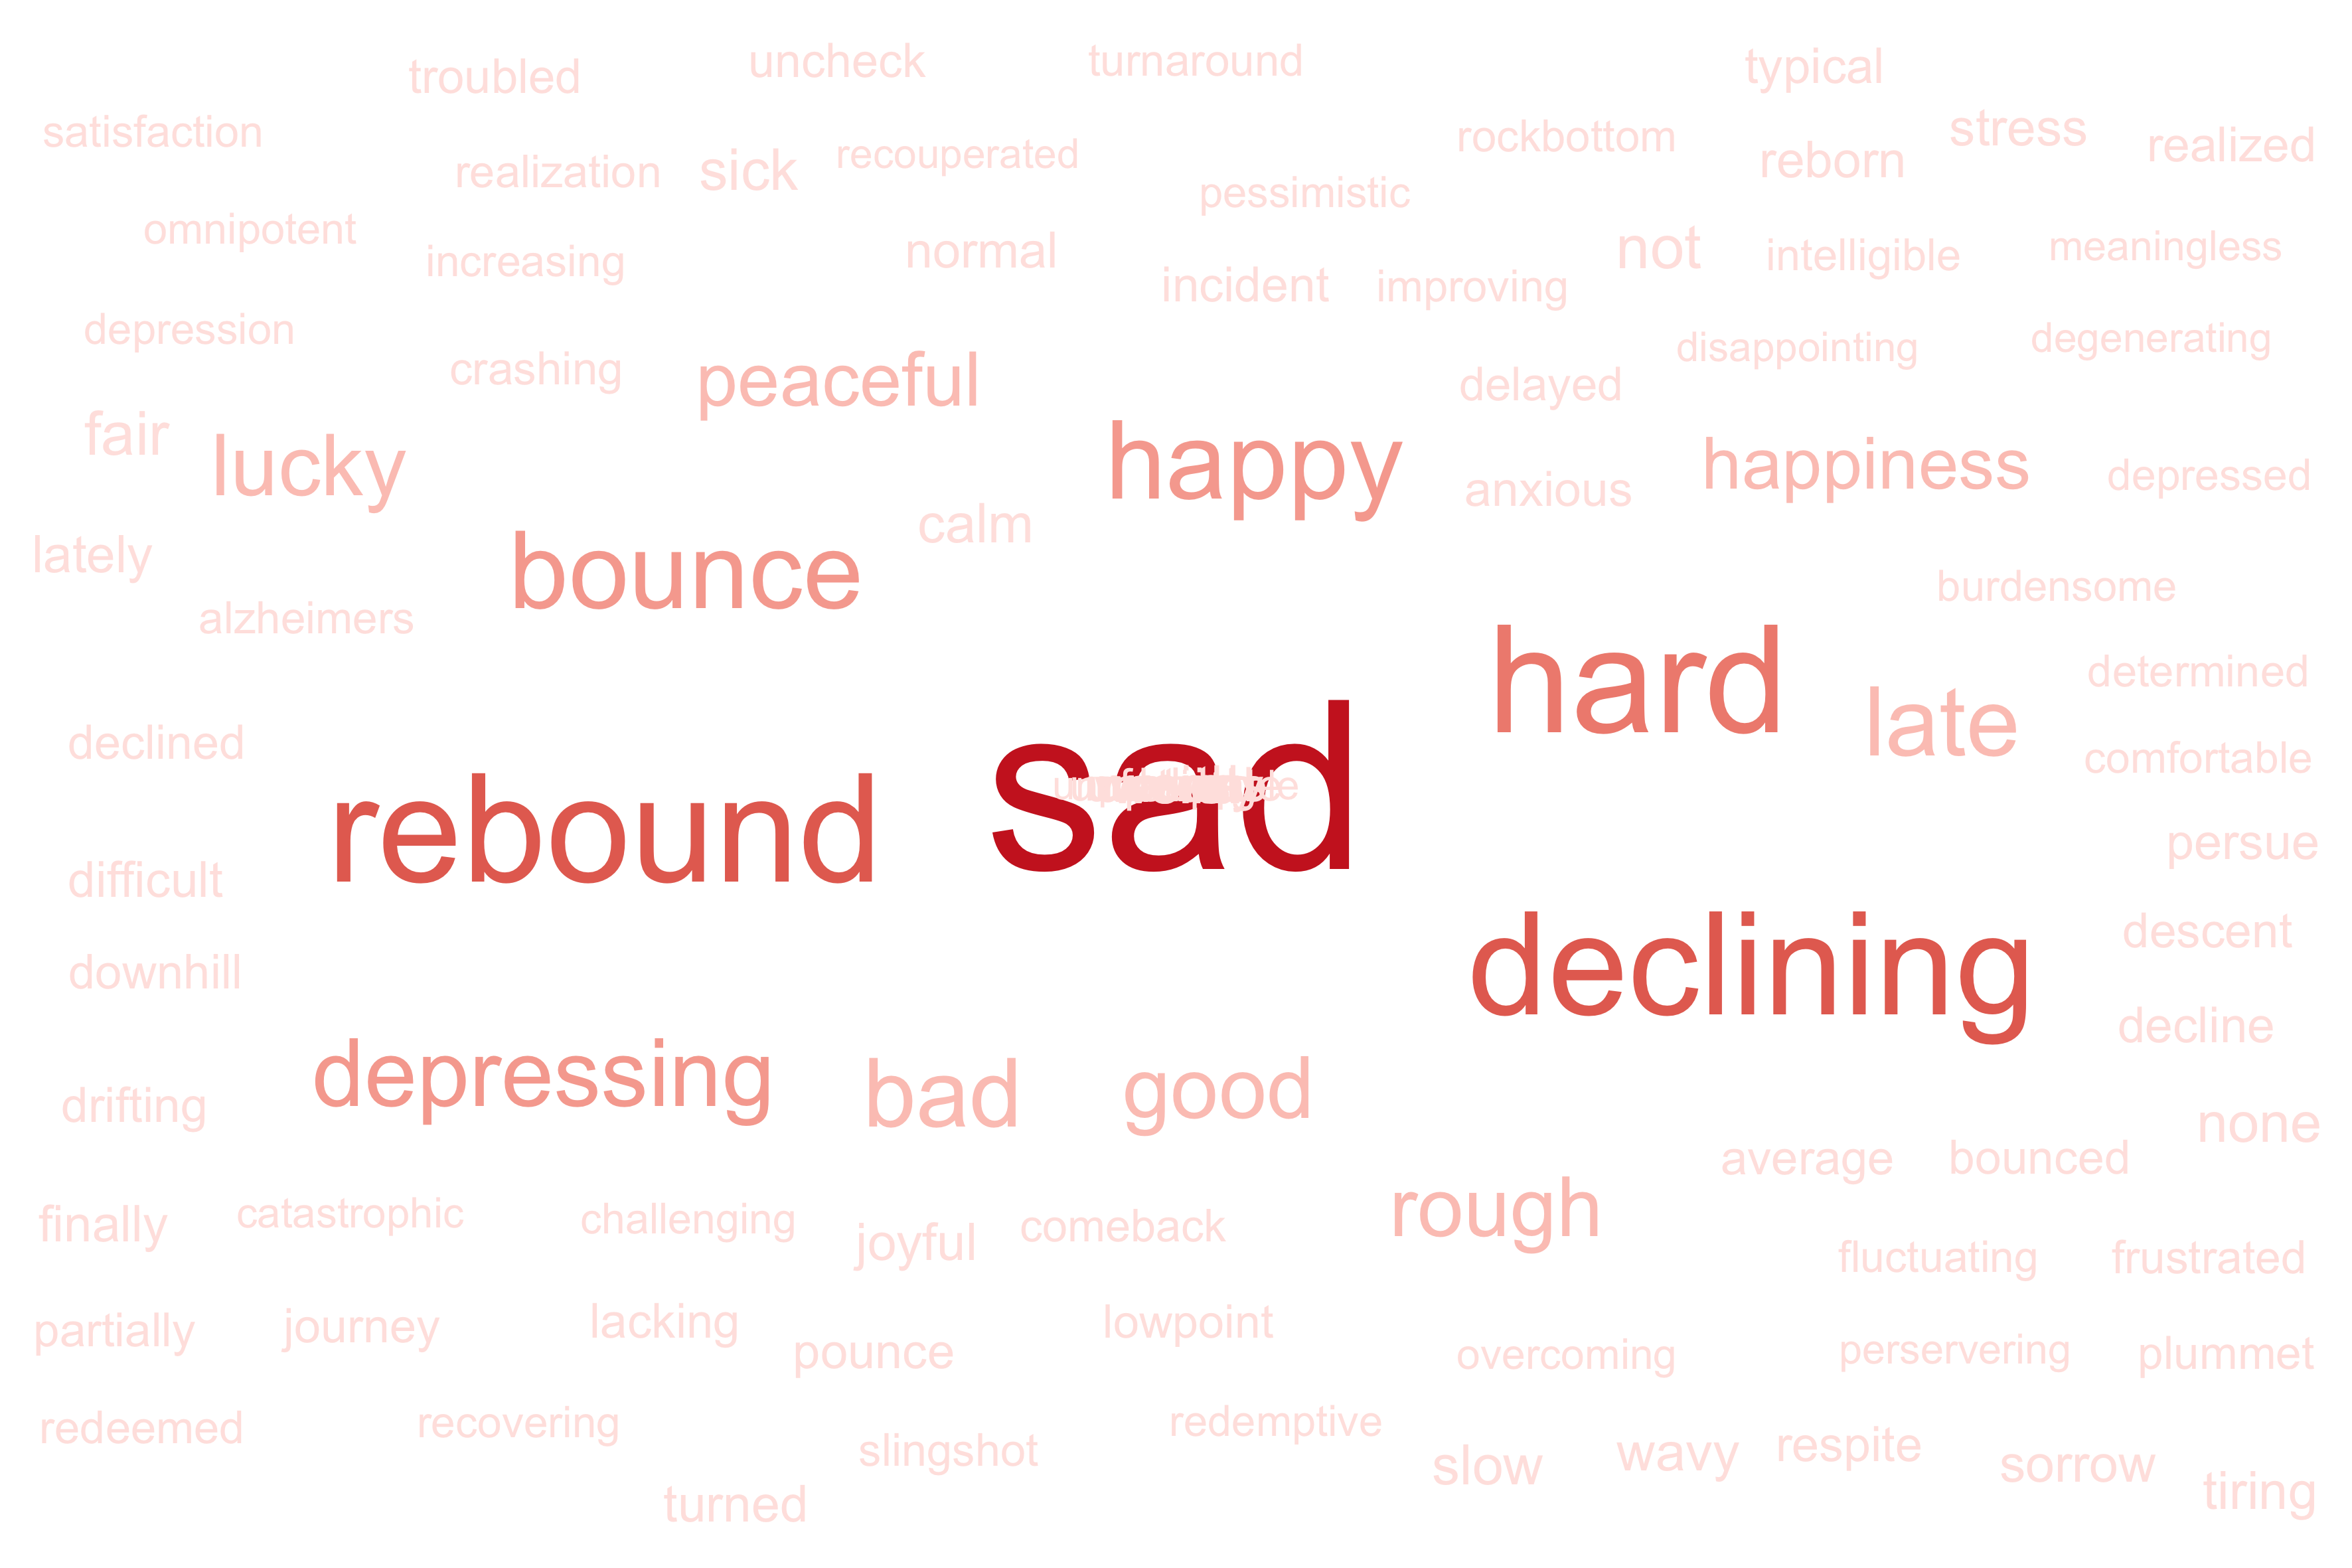 troubled
uncheck
turnaround
typical
satisfaction
realization
sick
recouperated
rockbottom
reborn
stress
realized
pessimistic
omnipotent
increasing
normal
incident
improving
not
intelligible
meaningless
depression
crashing
peaceful
delayed
disappointing
degenerating
fair
lucky
happy
anxious
happiness
depressed
lately
bounce
calm
alzheimers
burdensome
hard
late
determined
declined
comfortable
rebound
sad
persue
difficult
declining
descent
downhill
decline
depressing
bad
good
drifting
none
average
bounced
finally
catastrophic
challenging
joyful
comeback
rough
fluctuating
frustrated
partially
journey
lacking
pounce
lowpoint
overcoming
perservering
plummet
redeemed
recovering
slingshot
redemptive
slow
wavy
respite
sorrow
tiring
turned